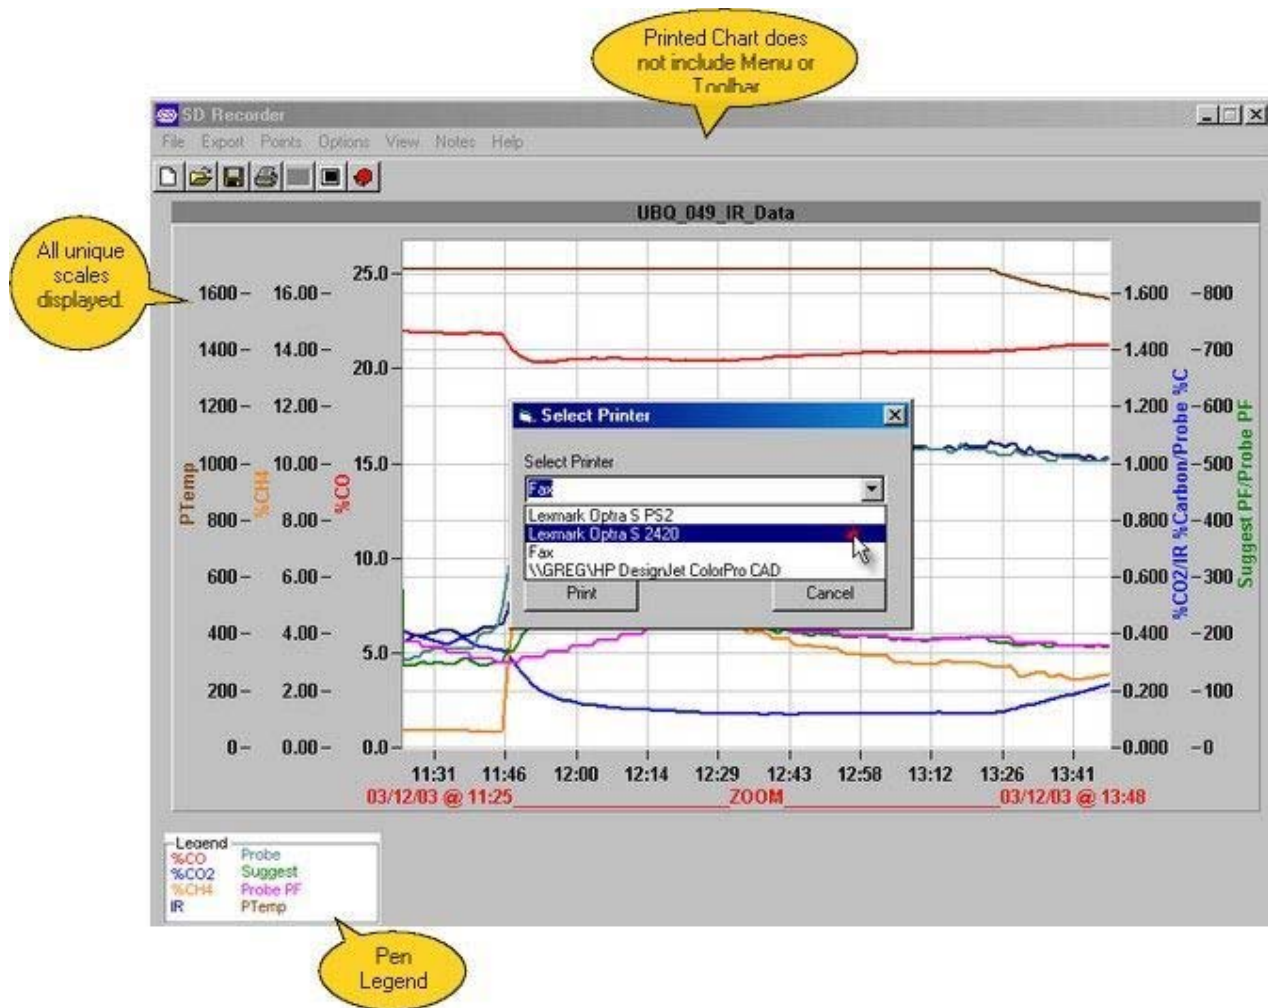 Printed Chart does
not include Menu or
Toolbar
SD Recorder
File Export Points Options View Notes Help
UBQ_049_IR_Data
All unique
scales
displayed.
1600 1400 1200 1000 800 600 400 200 0
PTemp
16.00 14.00 12.00 10.00 8.00 6.00 4.00 2.00 0.00
%CH4
25.0 20.0 15.0 10.0 5.0 0.0
%CO
Select Printer
Select Printer
Fax
Lexmark Optra S PS2
Lexmark Optra S 2420
Fax
\\GREG\HP DesignJet ColorPro CAD
Print Cancel
1.600 1.400 1.200 1.000 0.800 0.600 0.400 0.200 0.000
%CO2/IR %Carbon/Probe %C
800 700 600 500 400 300 200 100 0
Suggest PF/Probe PF
11:31 11:46 12:00 12:14 12:29 12:43 12:58 13:12 13:26 13:41
03/12/03 @ 11:25 ZOOM 03/12/03 @ 13:48
Legend
%CO Probe
%CO2 Suggest
%CH4 Probe PF
IR PTemp
Pen
Legend